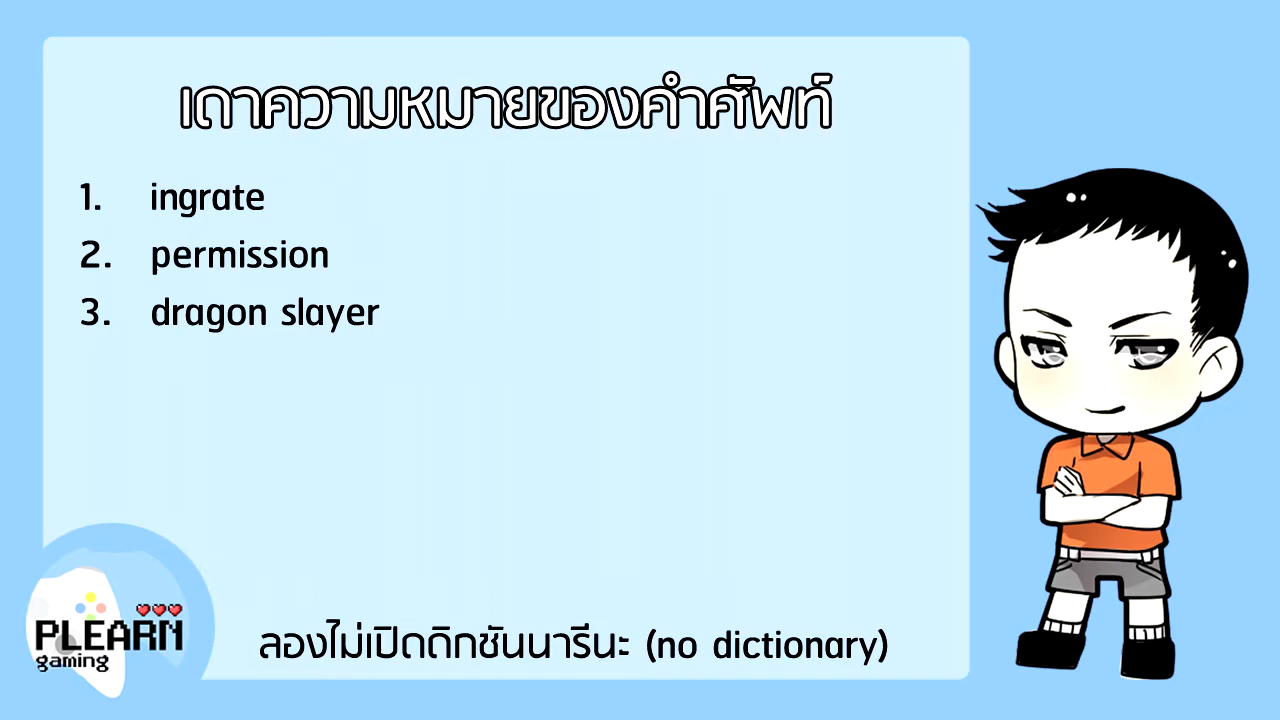 เดาความหมายของคำศัพท์
1. ingrate
2. permission
3. dragon slayer
PLEARN
gaming
ลองไม่เปิดดิกชันนารีนะ (no dictionary)